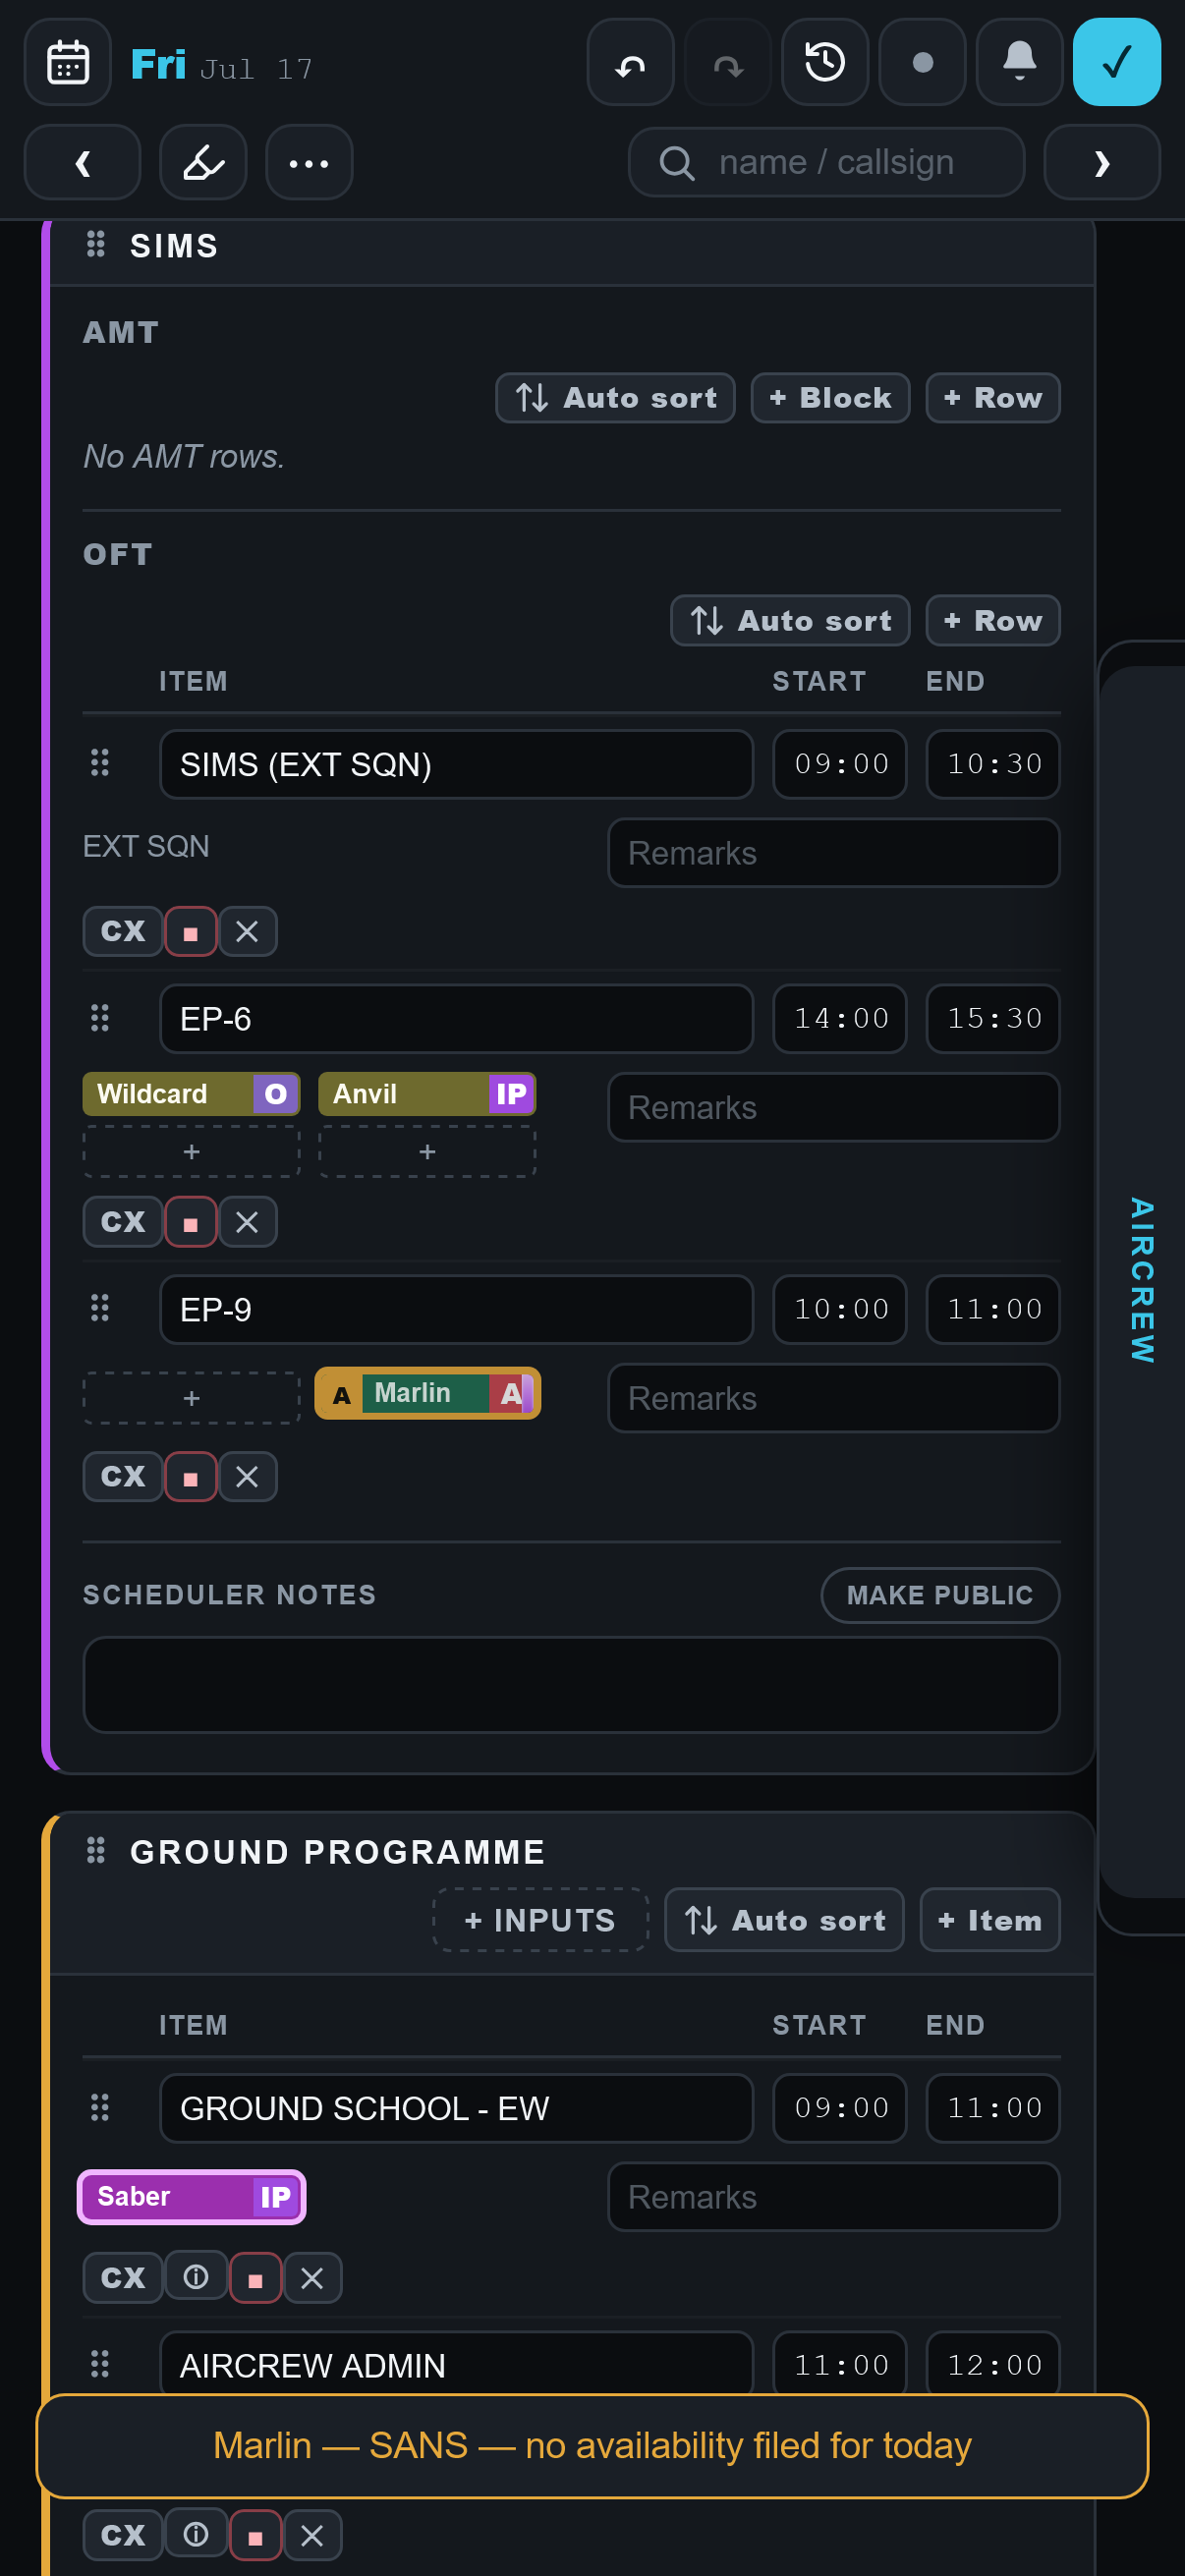 Fri Jul 17
name / callsign
SIMS
AMT
Auto sort + Block + Row
No AMT rows.
OFT
Auto sort + Row
ITEM START END
SIMS (EXT SQN) 09:00 10:30
EXT SQN Remarks
CX
EP-6 14:00 15:30
Wildcard O Anvil IP Remarks
+ +
CX
EP-9 10:00 11:00
+ A Marlin A Remarks
CX
AIRCREW
SCHEDULER NOTES MAKE PUBLIC
GROUND PROGRAMME
+ INPUTS Auto sort + Item
ITEM START END
GROUND SCHOOL - EW 09:00 11:00
Saber IP Remarks
CX
AIRCREW ADMIN 11:00 12:00
Marlin — SANS — no availability filed for today
CX